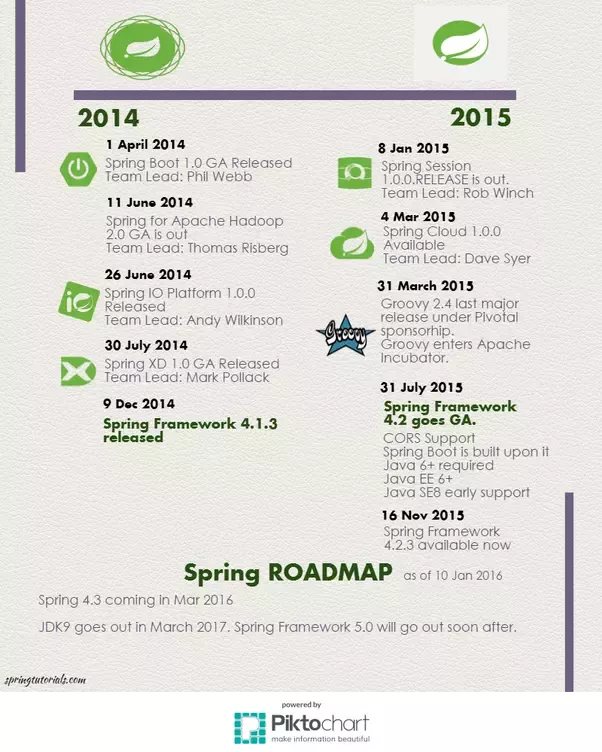 2014
1 April 2014
Spring Boot 1.0 GA Released
Team Lead: Phil Webb
11 June 2014
Spring for Apache Hadoop
2.0 GA is out
Team Lead: Thomas Risberg
26 June 2014
Spring IO Platform 1.0.0
Released
Team Lead: Andy Wilkinson
io
30 July 2014
Spring XD 1.0 GA Released
Team Lead: Mark Pollack
9 Dec 2014
Spring Framework 4.1.3
released
2015
8 Jan 2015
Spring Session
1.0.0.RELEASE is out.
Team Lead: Rob Winch
4 Mar 2015
Spring Cloud 1.0.0
Available
Team Lead: Dave Syer
31 March 2015
Groovy 2.4 last major
release under Pivotal
sponsorhip.
Groovy enters Apache
Incubator.
Groovy
31 July 2015
Spring Framework
4.2 goes GA.
CORS Support
Spring Boot is built upon it
Java 6+ required
Java EE 6+
Java SE8 early support
16 Nov 2015
Spring Framework
4.2.3 available now
Spring ROADMAP as of 10 Jan 2016
Spring 4.3 coming in Mar 2016
JDK9 goes out in March 2017. Spring Framework 5.0 will go out soon after.
springtutorials.com
powered by
Piktochart
make information beautiful